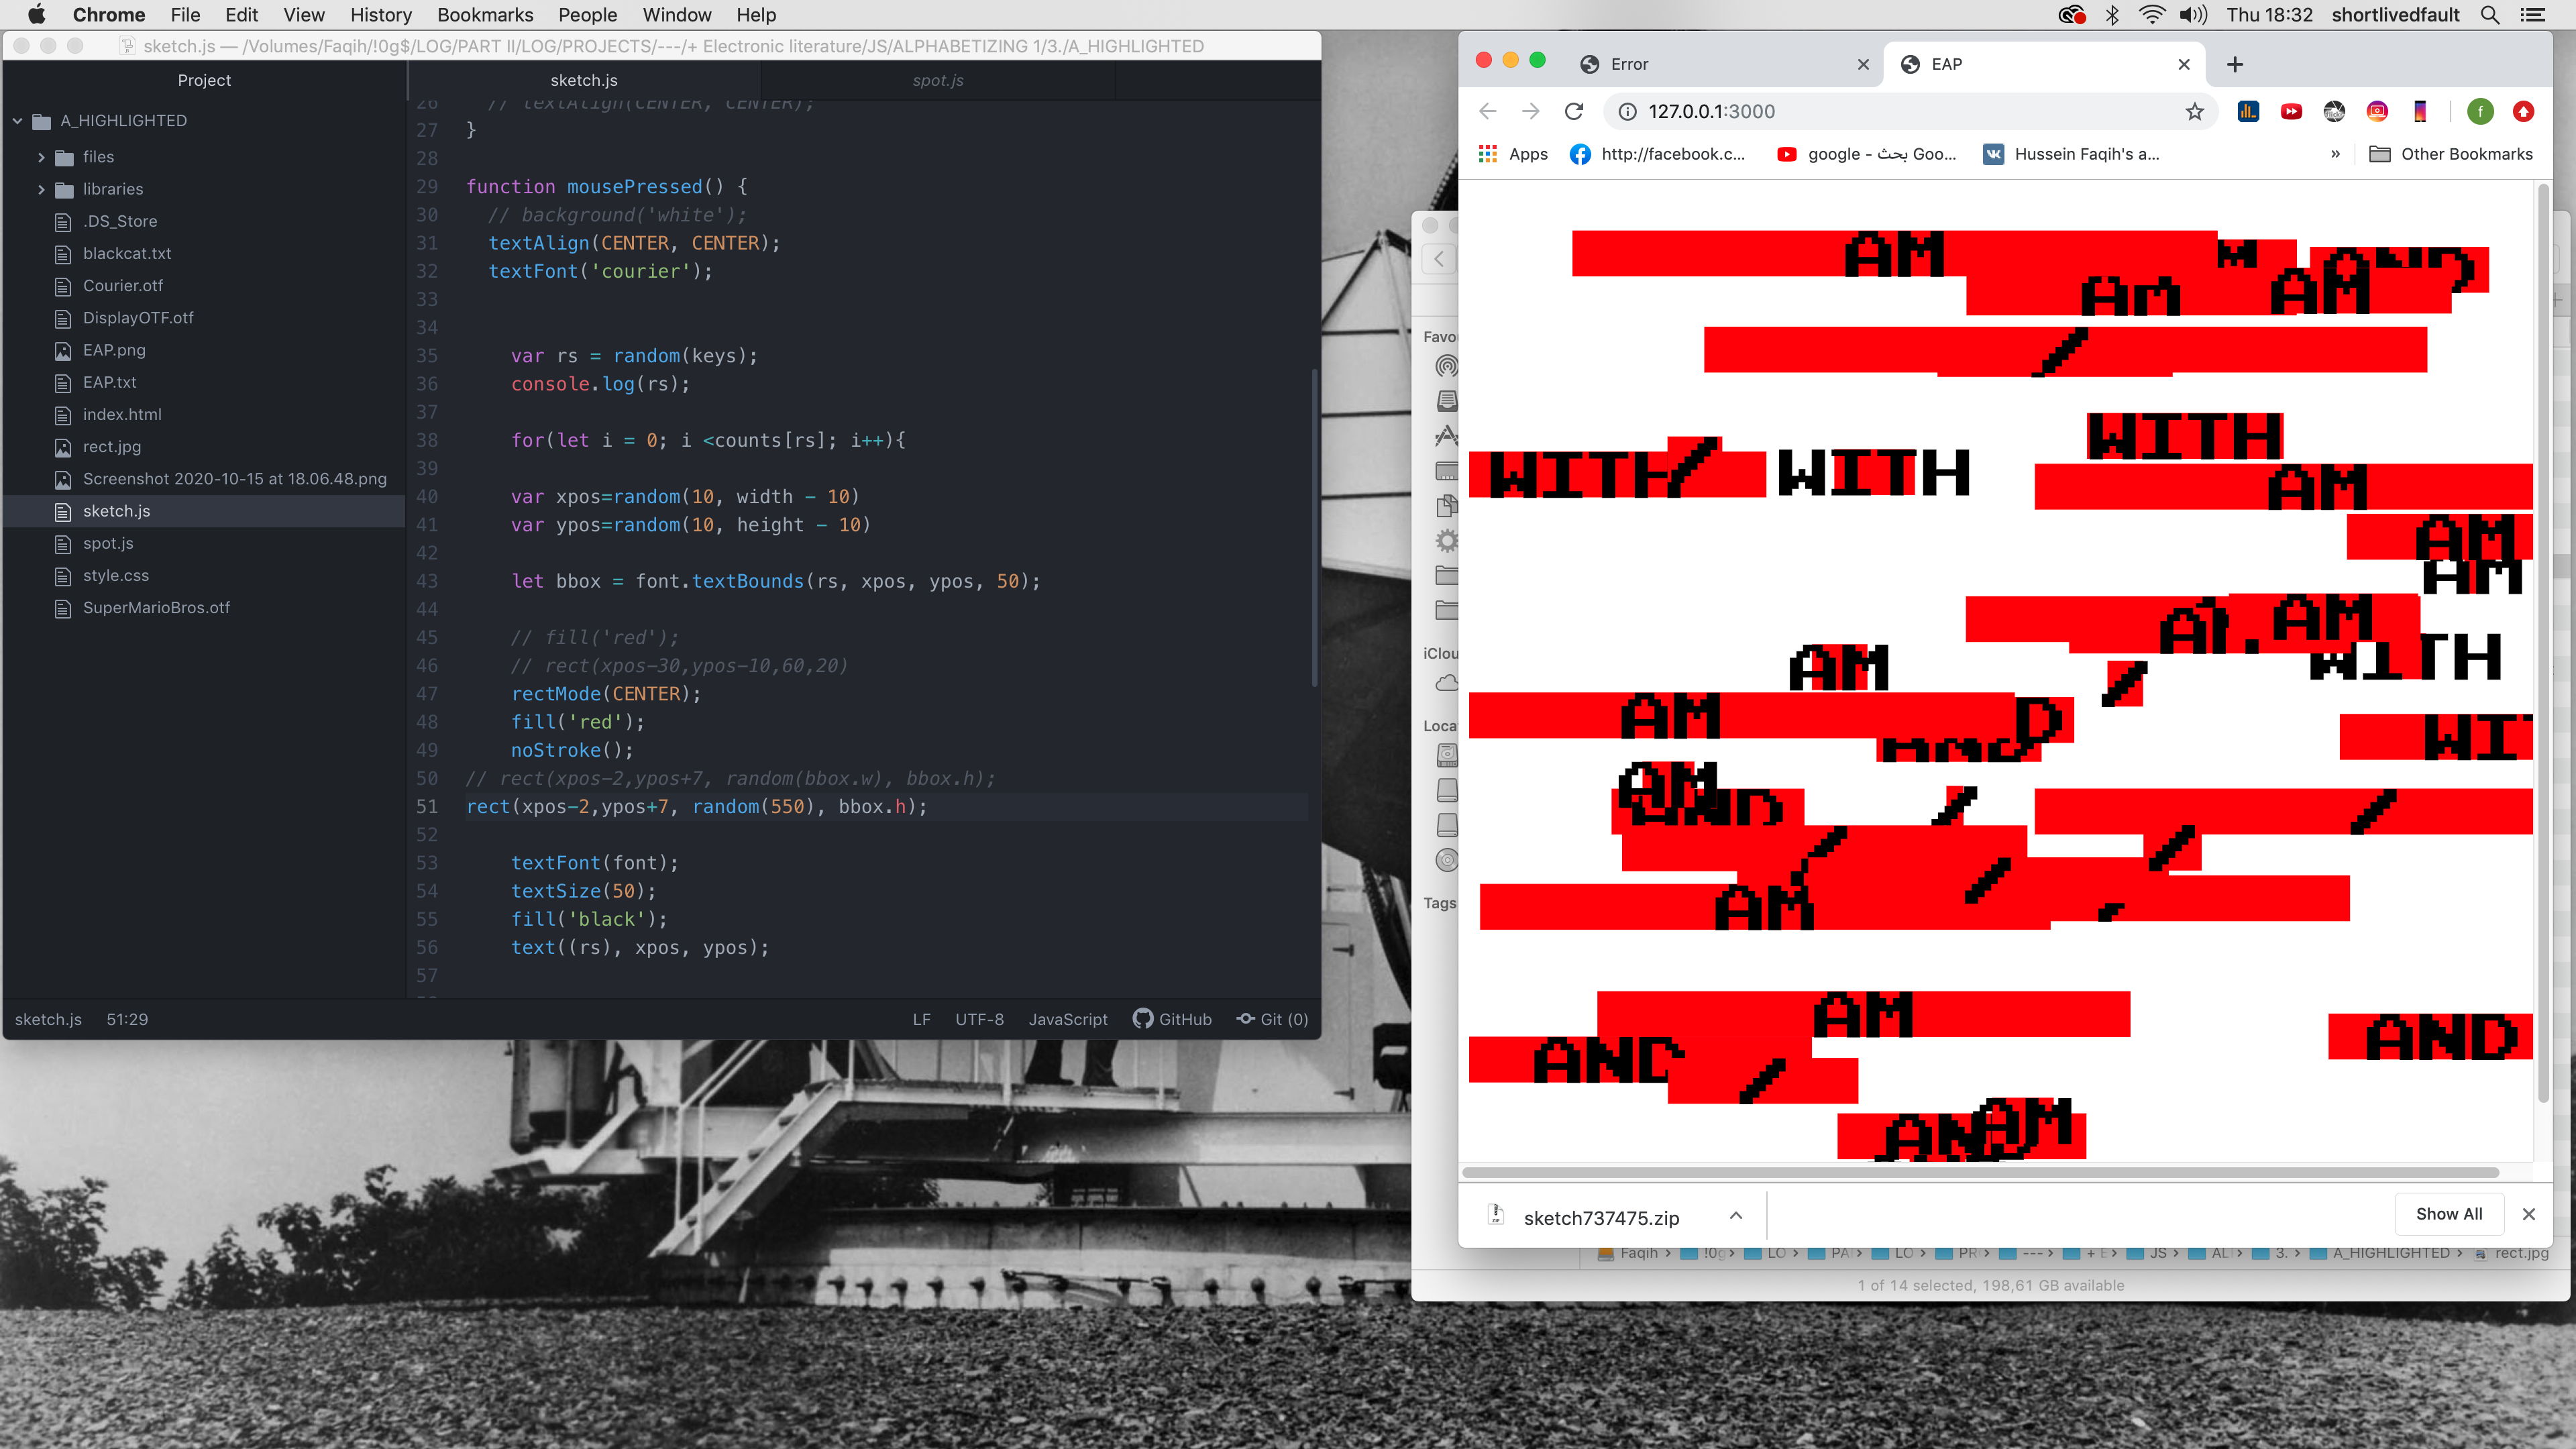 Chrome File Edit View History Bookmarks People Window Help
Thu 18:32 shortlivedfault
sketch.js — /Volumes/Faqih/!0g$/LOG/PART II/LOG/PROJECTS/---/+ Electronic literature/JS/ALPHABETIZING 1/3./A_HIGHLIGHTED
Project
A_HIGHLIGHTED
files
libraries
.DS_Store
blackcat.txt
Courier.otf
DisplayOTF.otf
EAP.png
EAP.txt
index.html
rect.jpg
Screenshot 2020-10-15 at 18.06.48.png
sketch.js
spot.js
style.css
SuperMarioBros.otf
sketch.js spot.js
26 // textAlign(CENTER, CENTER);
27 }
28
29 function mousePressed() {
30 // background('white');
31 textAlign(CENTER, CENTER);
32 textFont('courier');
33
34
35 var rs = random(keys);
36 console.log(rs);
37
38 for(let i = 0; i <counts[rs]; i++){
39
40 var xpos=random(10, width - 10)
41 var ypos=random(10, height - 10)
42
43 let bbox = font.textBounds(rs, xpos, ypos, 50);
44
45 // fill('red');
46 // rect(xpos-30,ypos-10,60,20)
47 rectMode(CENTER);
48 fill('red');
49 noStroke();
50 // rect(xpos-2,ypos+7, random(bbox.w), bbox.h);
51 rect(xpos-2,ypos+7, random(550), bbox.h);
52
53 textFont(font);
54 textSize(50);
55 fill('black');
56 text((rs), xpos, ypos);
57
sketch.js 51:29
LF UTF-8 JavaScript GitHub Git (0)
Error EAP
127.0.0.1:3000
f
Apps http://facebook.c... google - بحث Goo... Hussein Faqih's a... » Other Bookmarks
AM
AM AM
/
WITH
WITH / WITH
AM
AM
AM
AM
WITH
AM
/
AM D
WI
AM
AND / /
/ / /
AM
AM
AND
AND /
AND AM
sketch737475.zip
Show All
Favou
iClou
Loca
Tags
Faqih › !0g › LO › PA › LO › PR › --- › + E › JS › AL › 3. › A_HIGHLIGHTED › rect.jpg
1 of 14 selected, 198,61 GB available